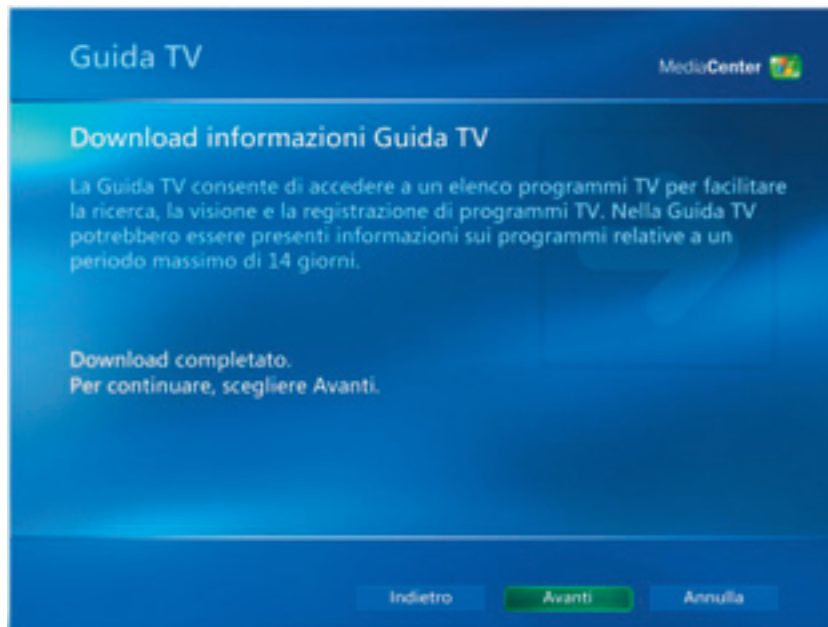 Guida TV
MediaCenter
Download informazioni Guida TV
La Guida TV consente di accedere a un elenco programmi TV per facilitare
la ricerca, la visione e la registrazione di programmi TV. Nella Guida TV
potrebbero essere presenti informazioni sui programmi relative a un
periodo massimo di 14 giorni.
Download completato.
Per continuare, scegliere Avanti.
Indietro Avanti Annulla